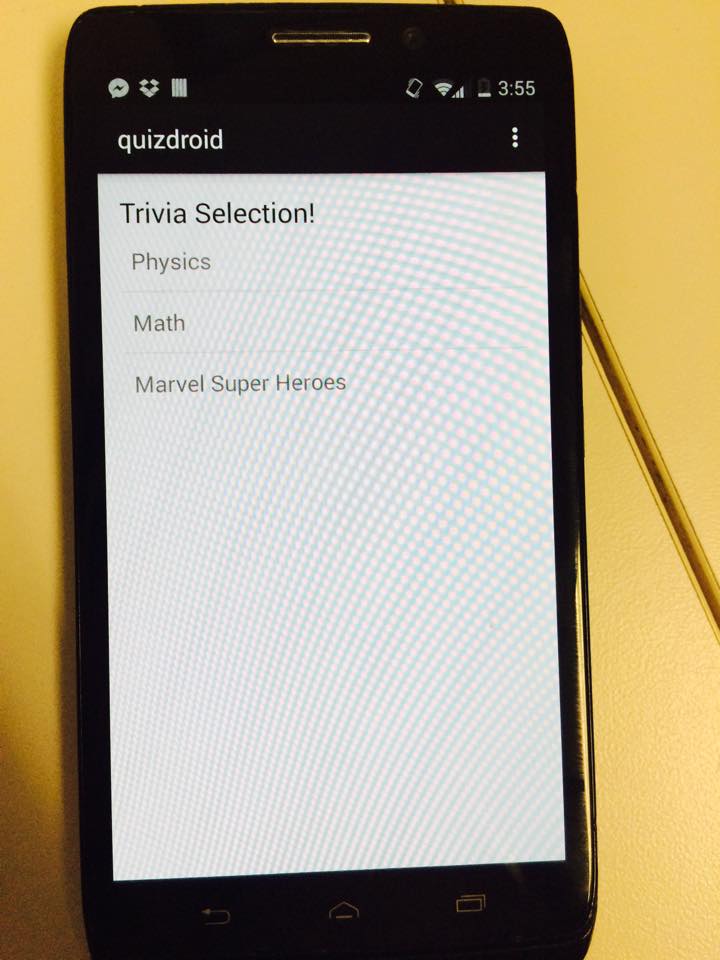 3:55
quizdroid
Trivia Selection!
Physics
Math
Marvel Super Heroes